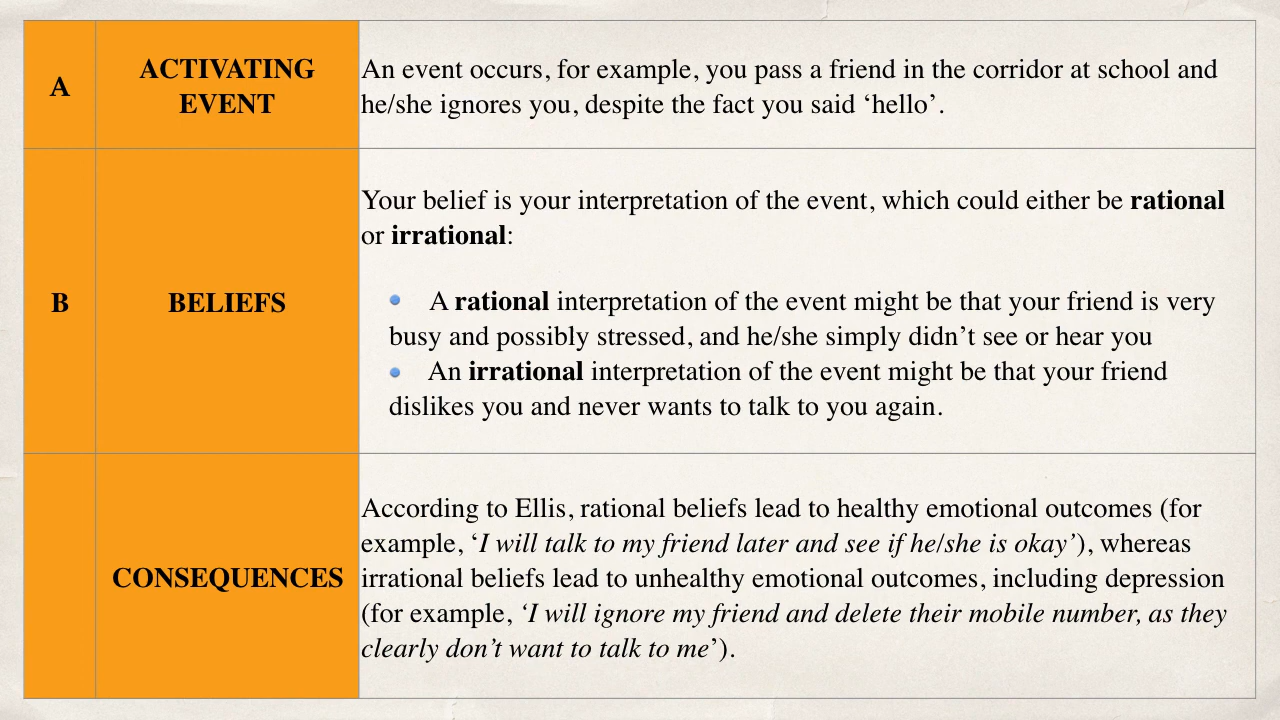 A
ACTIVATING
EVENT
An event occurs, for example, you pass a friend in the corridor at school and
he/she ignores you, despite the fact you said ‘hello’.
B
BELIEFS
Your belief is your interpretation of the event, which could either be rational
or irrational:
• A rational interpretation of the event might be that your friend is very
busy and possibly stressed, and he/she simply didn’t see or hear you
• An irrational interpretation of the event might be that your friend
dislikes you and never wants to talk to you again.
CONSEQUENCES
According to Ellis, rational beliefs lead to healthy emotional outcomes (for
example, ‘I will talk to my friend later and see if he/she is okay’), whereas
irrational beliefs lead to unhealthy emotional outcomes, including depression
(for example, ‘I will ignore my friend and delete their mobile number, as they
clearly don’t want to talk to me’).